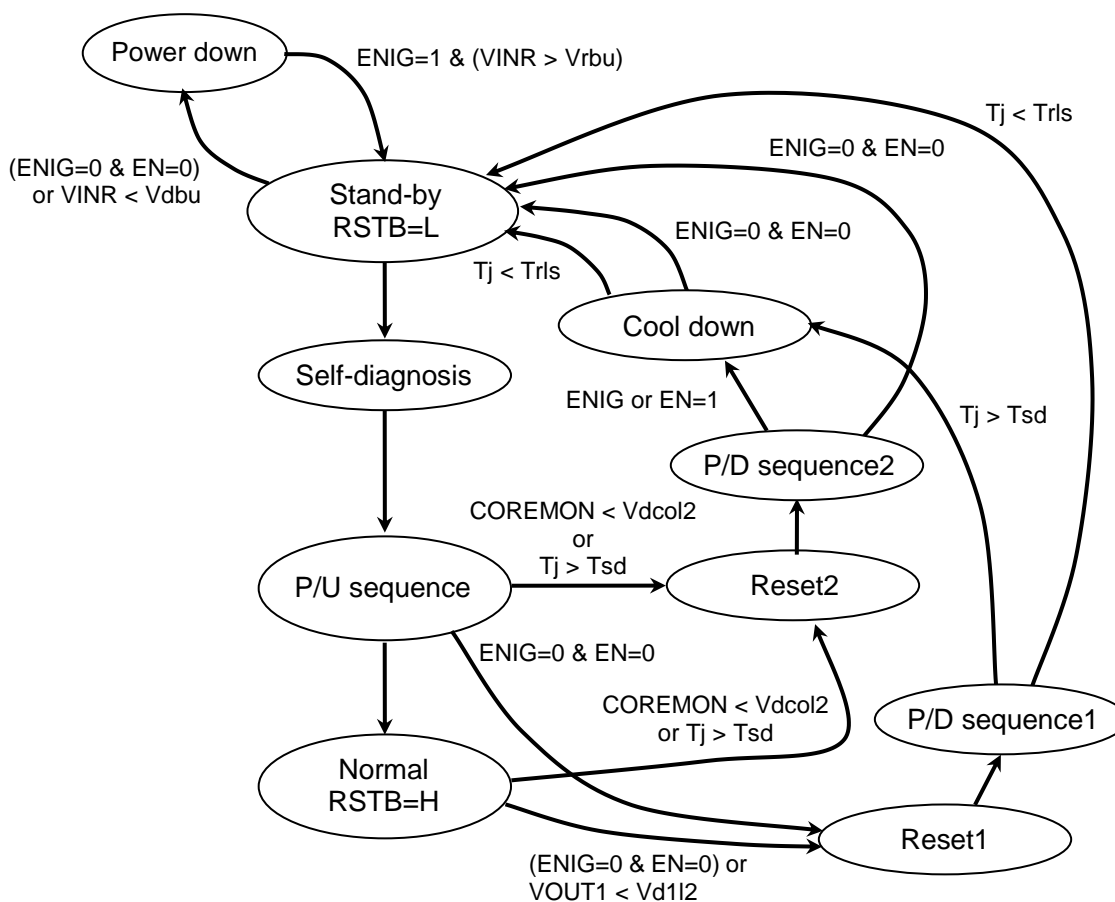 Power down
ENIG=1 & (VINR > Vrbu)
Tj < Trls
ENIG=0 & EN=0
(ENIG=0 & EN=0)
or VINR < Vdbu
Stand-by
RSTB=L
ENIG=0 & EN=0
Tj < Trls
Cool down
Self-diagnosis
ENIG or EN=1
Tj > Tsd
P/D sequence2
COREMON < Vdcol2
or
Tj > Tsd
P/U sequence
Reset2
ENIG=0 & EN=0
COREMON < Vdcol2
or Tj > Tsd
P/D sequence1
Normal
RSTB=H
Reset1
(ENIG=0 & EN=0) or
VOUT1 < Vd1l2